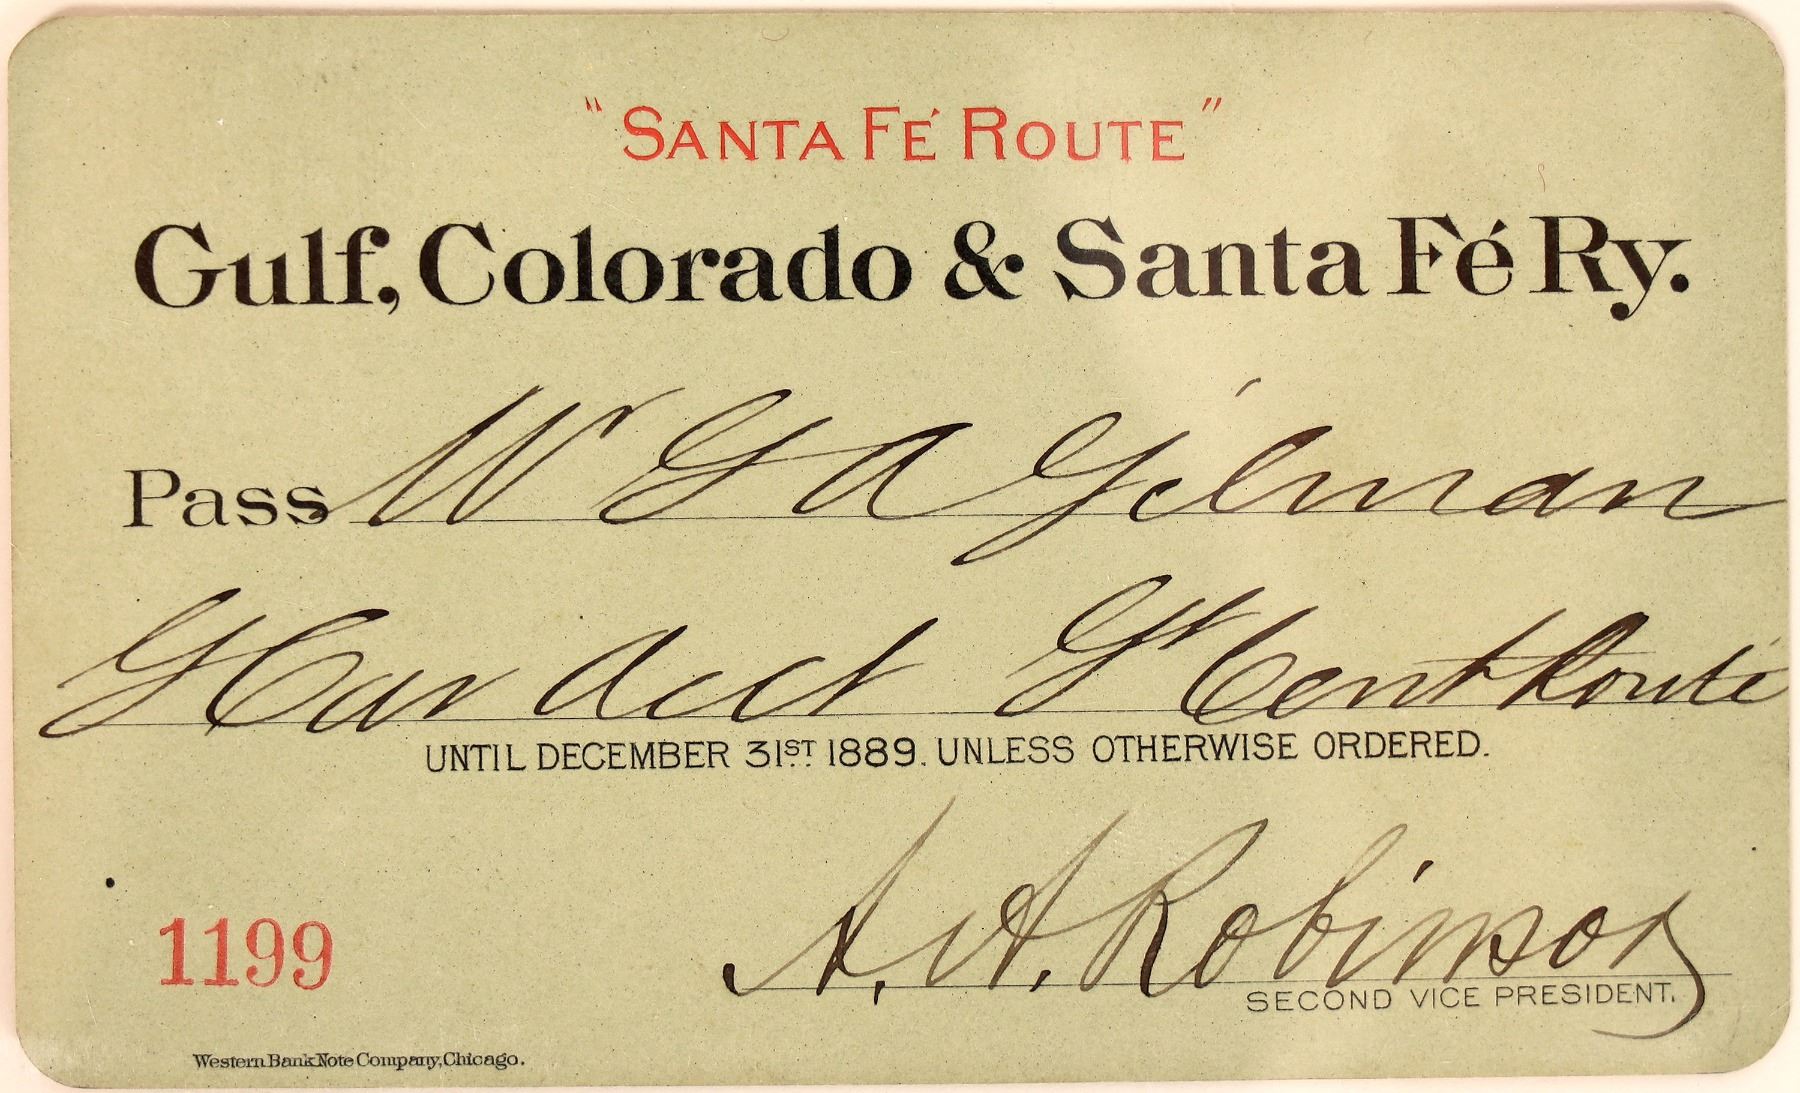 "SANTA FÉ ROUTE"
Gulf, Colorado & Santa Fé Ry.
Pass W G A Gilman
G Car Acct Gt Cent Route
UNTIL DECEMBER 31ST 1889. UNLESS OTHERWISE ORDERED.
A. A. Robinson
1199
SECOND VICE PRESIDENT.
Western Bank Note Company, Chicago.